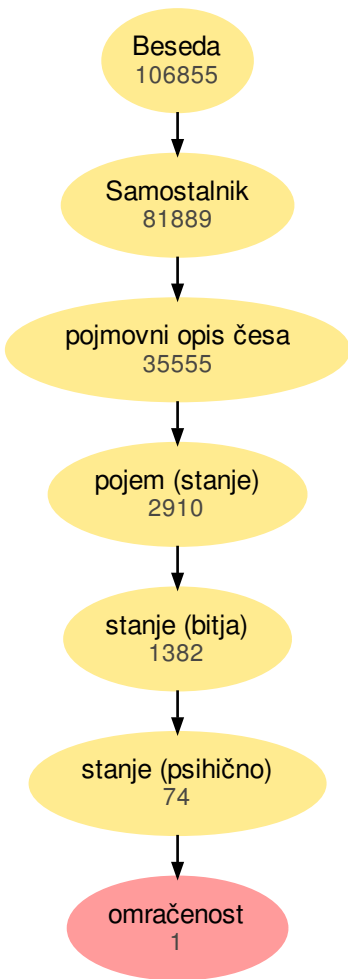 Beseda
106855
Samostalnik
81889
pojmovni opis česa
35555
pojem (stanje)
2910
stanje (bitja)
1382
stanje (psihično)
74
omračenost
1